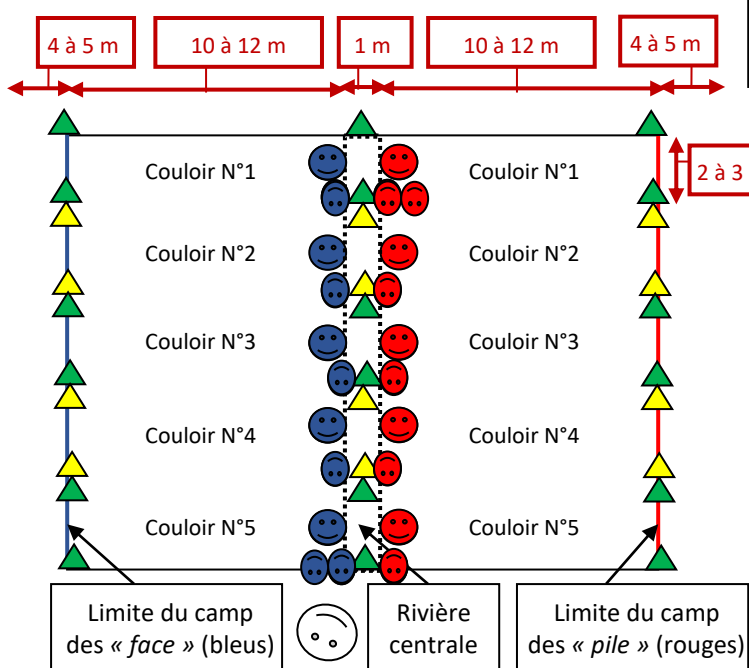 4 à 5 m
10 à 12 m
1 m
10 à 12 m
4 à 5 m
Couloir N°1
Couloir N°1
2 à 3
Couloir N°2
Couloir N°2
Couloir N°3
Couloir N°3
Couloir N°4
Couloir N°4
Couloir N°5
Couloir N°5
Limite du camp
des « face » (bleus)
Rivière
centrale
Limite du camp
des « pile » (rouges)